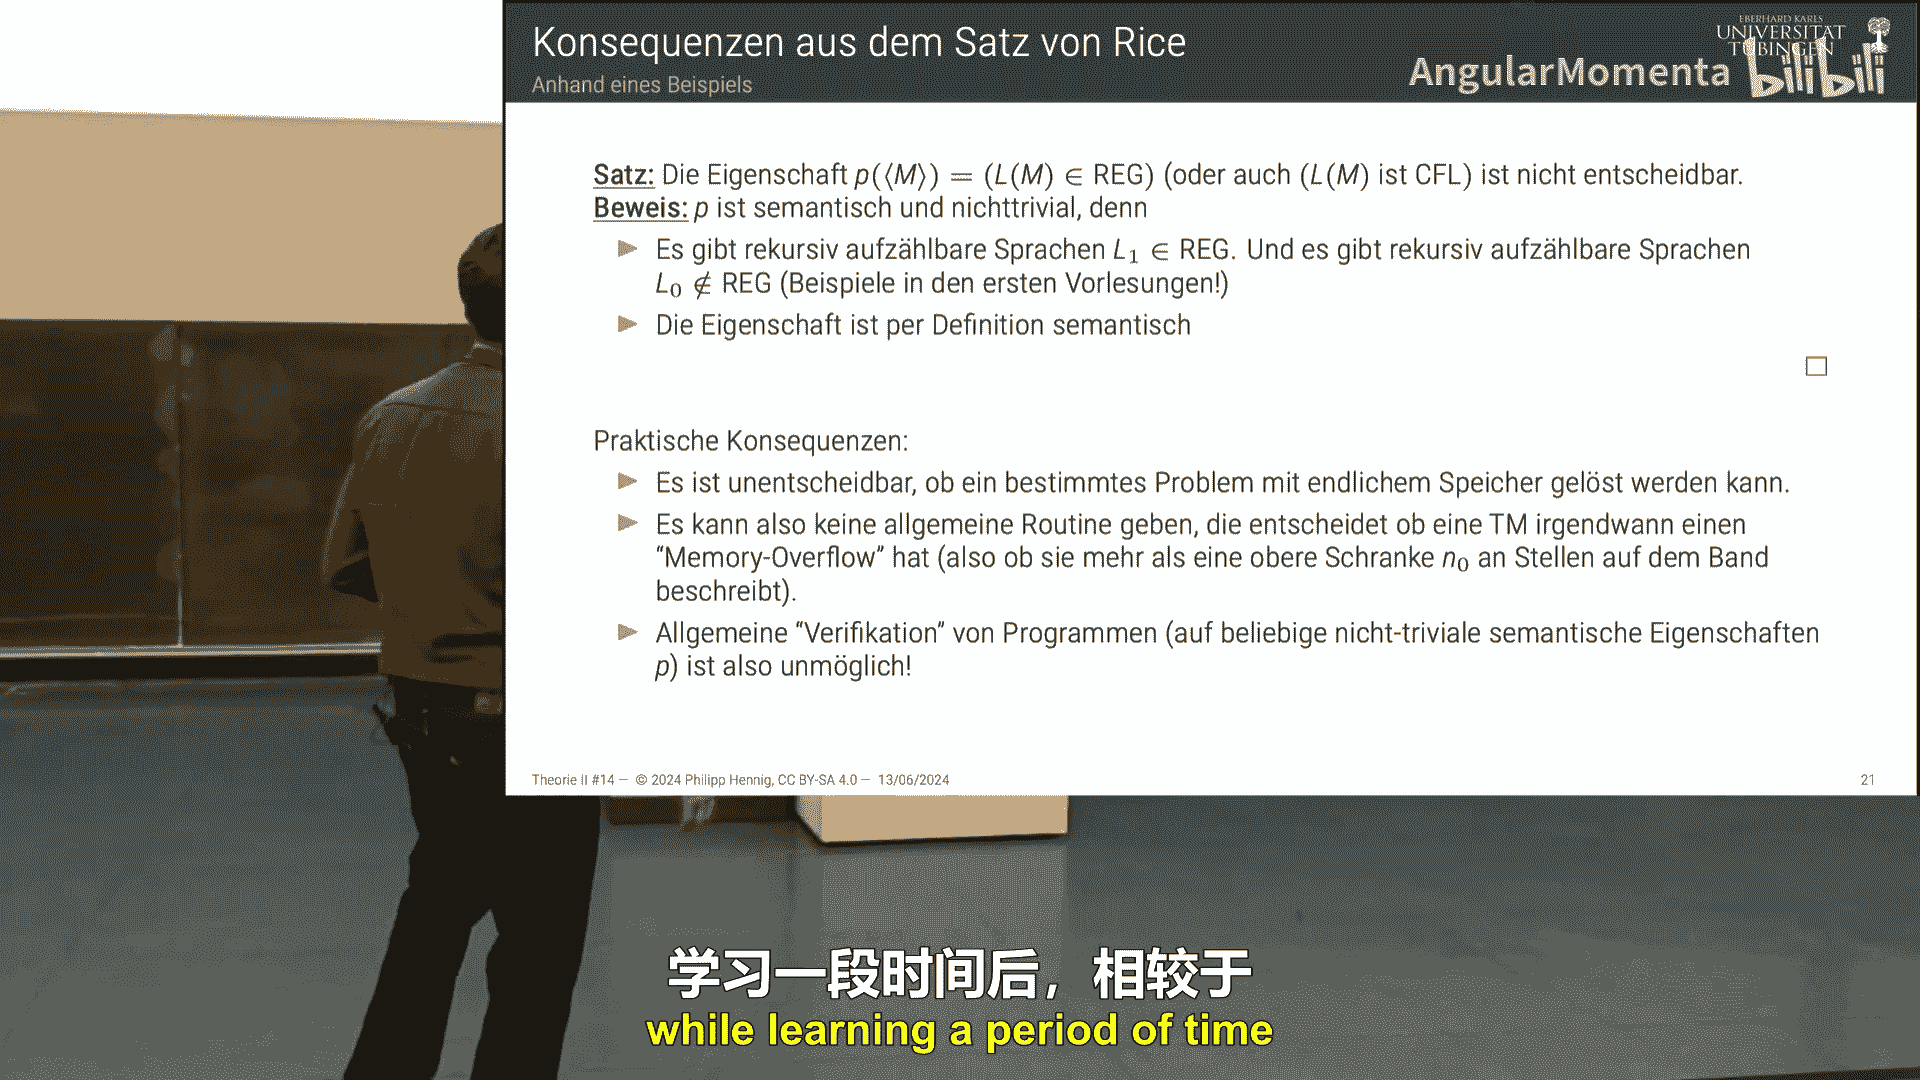 Konsequenzen aus dem Satz von Rice
Anhand eines Beispiels
EBERHARD KARLS
UNIVERSITÄT
TÜBINGEN
AngularMomenta
bilibili
Satz: Die Eigenschaft p(⟨M⟩) = (L(M) ∈ REG) (oder auch (L(M) ist CFL) ist nicht entscheidbar.
Beweis: p ist semantisch und nichttrivial, denn
Es gibt rekursiv aufzählbare Sprachen L₁ ∈ REG. Und es gibt rekursiv aufzählbare Sprachen
L₀ ∉ REG (Beispiele in den ersten Vorlesungen!)
Die Eigenschaft ist per Definition semantisch
□
Praktische Konsequenzen:
Es ist unentscheidbar, ob ein bestimmtes Problem mit endlichem Speicher gelöst werden kann.
Es kann also keine allgemeine Routine geben, die entscheidet ob eine TM irgendwann einen
“Memory-Overflow” hat (also ob sie mehr als eine obere Schranke n₀ an Stellen auf dem Band
beschreibt).
Allgemeine “Verifikation” von Programmen (auf beliebige nicht-triviale semantische Eigenschaften
p) ist also unmöglich!
Theorie II #14 — © 2024 Philipp Hennig, CC BY-SA 4.0 — 13/06/2024
21
学习一段时间后，相较于
while learning a period of time